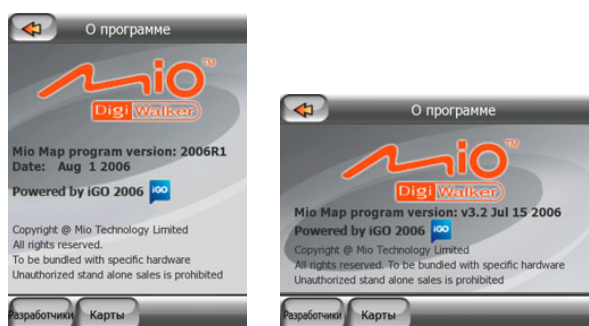 О программе
Mio TM
Digi Walker
Mio Map program version: 2006R1
Date: Aug 1 2006
Powered by iGO 2006 iGO
Copyright @ Mio Technology Limited
All rights reserved.
To be bundled with specific hardware
Unauthorized stand alone sales is prohibited
Разработчики Карты
О программе
Mio TM
Digi Walker
Mio Map program version: v3.2 Jul 15 2006
Powered by iGO 2006 iGO
Copyright @ Mio Technology Limited
All rights reserved. To be bundled with specific hardware
Unauthorized stand alone sales is prohibited
Разработчики Карты